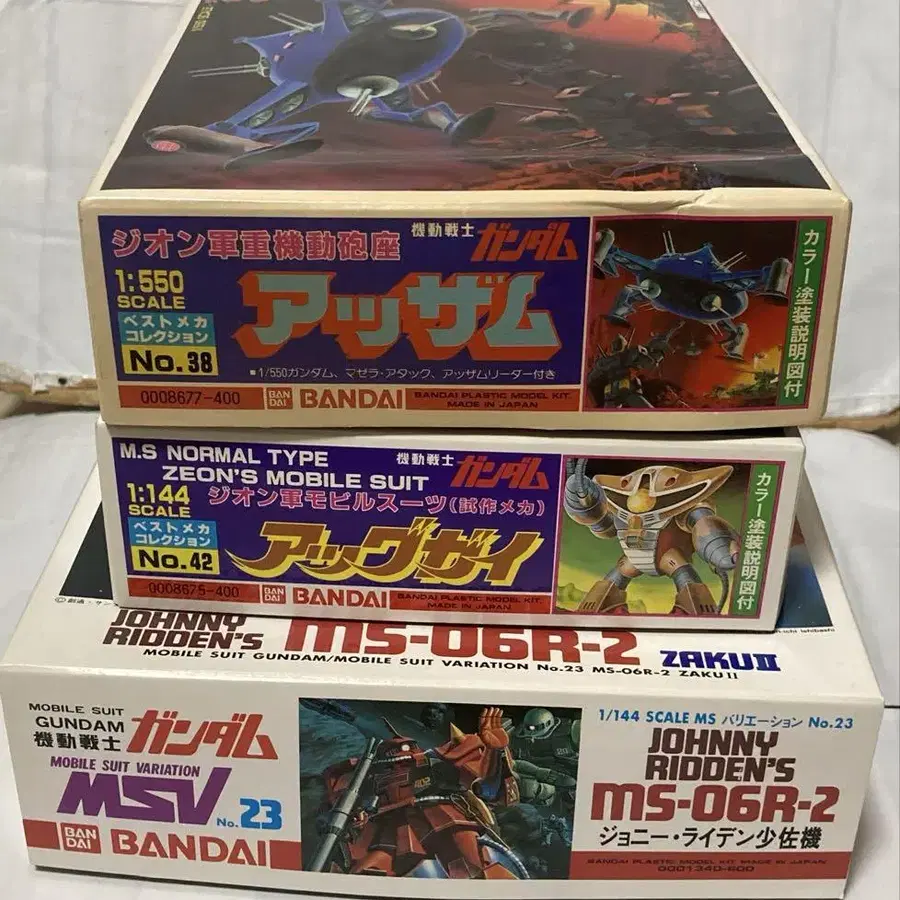 ジオン軍重機動砲座
機動戦士 ガンダム
1:550
SCALE
アッザム
ベストメカ
コレクション
No.38
■1/550ガンダム、マゼラ・アタック、アッザムリーダー付き
カラー塗装説明図付
0008677-400
BAN
DAI
BANDAI
BANDAI PLASTIC MODEL KIT.
MADE IN JAPAN
M.S NORMAL TYPE
ZEON'S MOBILE SUIT
機動戦士 ガンダム
1:144
SCALE
ジオン軍モビルスーツ(試作メカ)
ベストメカ
コレクション
No.42
アッグガイ
カラー塗装説明図付
0008675-400
BAN
DAI
BANDAI
BANDAI PLASTIC MODEL KIT.
MADE IN JAPAN
JOHNNY
RIDDEN'S
MS-06R-2
ZAKUII
MOBILE SUIT GUNDAM/MOBILE SUIT VARIATION No.23 MS-06R-2 ZAKUII
MOBILE SUIT
GUNDAM
機動戦士
ガンダム
MOBILE SUIT VARIATION
MSV
No.23
BAN
DAI
BANDAI
1/144 SCALE MS バリエーション No.23
JOHNNY
RIDDEN'S
MS-06R-2
ジョニー・ライデン少佐機
BANDAI PLASTIC MODEL KIT MADE IN JAPAN
0001340-600